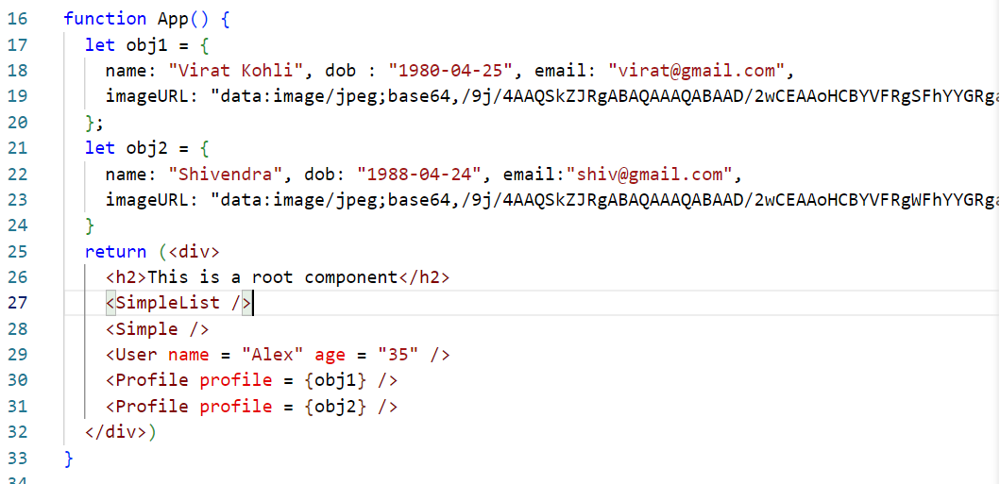 16 function App() {
17 let obj1 = {
18 name: "Virat Kohli", dob : "1980-04-25", email: "virat@gmail.com",
19 imageURL: "data:image/jpeg;base64,/9j/4AAQSkZJRgABAQAAAQABAAD/2wCEAAoHCBYVFRgSFhYYGRg
20 };
21 let obj2 = {
22 name: "Shivendra", dob: "1988-04-24", email:"shiv@gmail.com",
23 imageURL: "data:image/jpeg;base64,/9j/4AAQSkZJRgABAQAAAQABAAD/2wCEAAoHCBYVFRgWFhYYGRg
24 }
25 return (<div>
26 <h2>This is a root component</h2>
27 <SimpleList />
28 <Simple />
29 <User name = "Alex" age = "35" />
30 <Profile profile = {obj1} />
31 <Profile profile = {obj2} />
32 </div>)
33 }
34